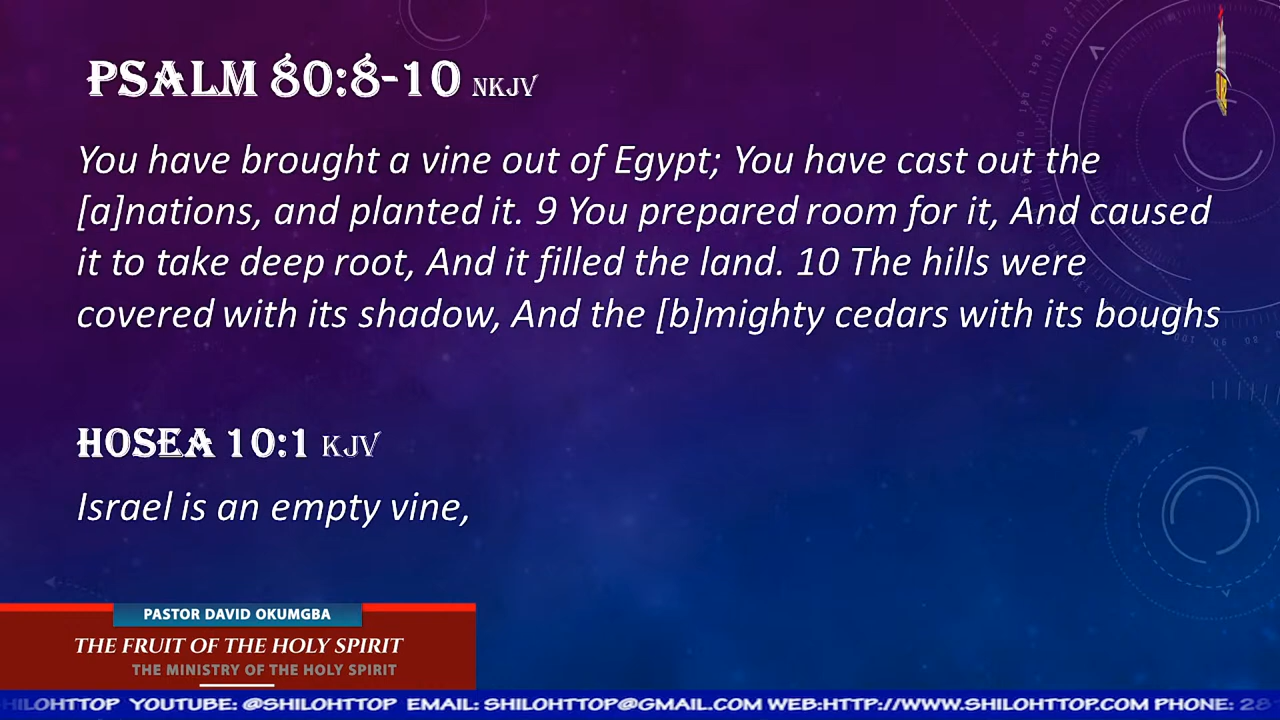 PSALM 80:8-10 NKJV
You have brought a vine out of Egypt; You have cast out the
[a]nations, and planted it. 9 You prepared room for it, And caused
it to take deep root, And it filled the land. 10 The hills were
covered with its shadow, And the [b]mighty cedars with its boughs
HOSEA 10:1 KJV
Israel is an empty vine,
PASTOR DAVID OKUMGBA
THE FRUIT OF THE HOLY SPIRIT
THE MINISTRY OF THE HOLY SPIRIT
ILOHTTOP YOUTUBE: @SHILOHTTOP EMAIL: SHILOHTTOP@GMAIL.COM WEB:HTTP://WWW.SHILOHTTOP.COM PHONE: 28